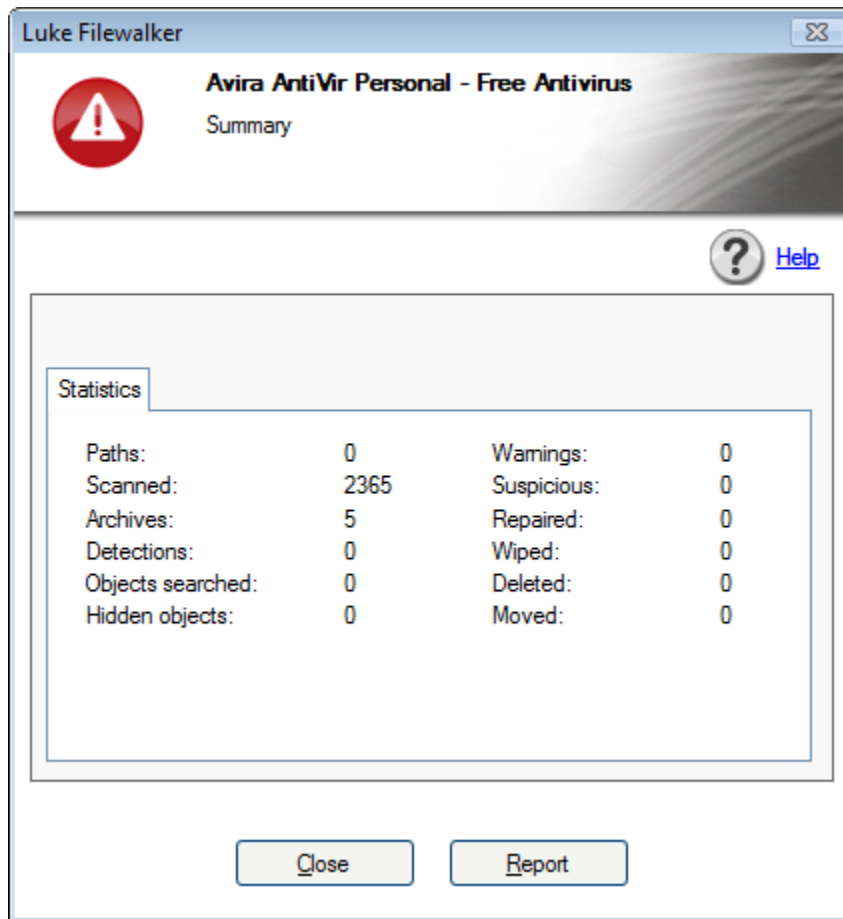 Luke Filewalker
Avira AntiVir Personal - Free Antivirus
Summary
? Help
Statistics
Paths: 0 Warnings: 0
Scanned: 2365 Suspicious: 0
Archives: 5 Repaired: 0
Detections: 0 Wiped: 0
Objects searched: 0 Deleted: 0
Hidden objects: 0 Moved: 0
Close Report